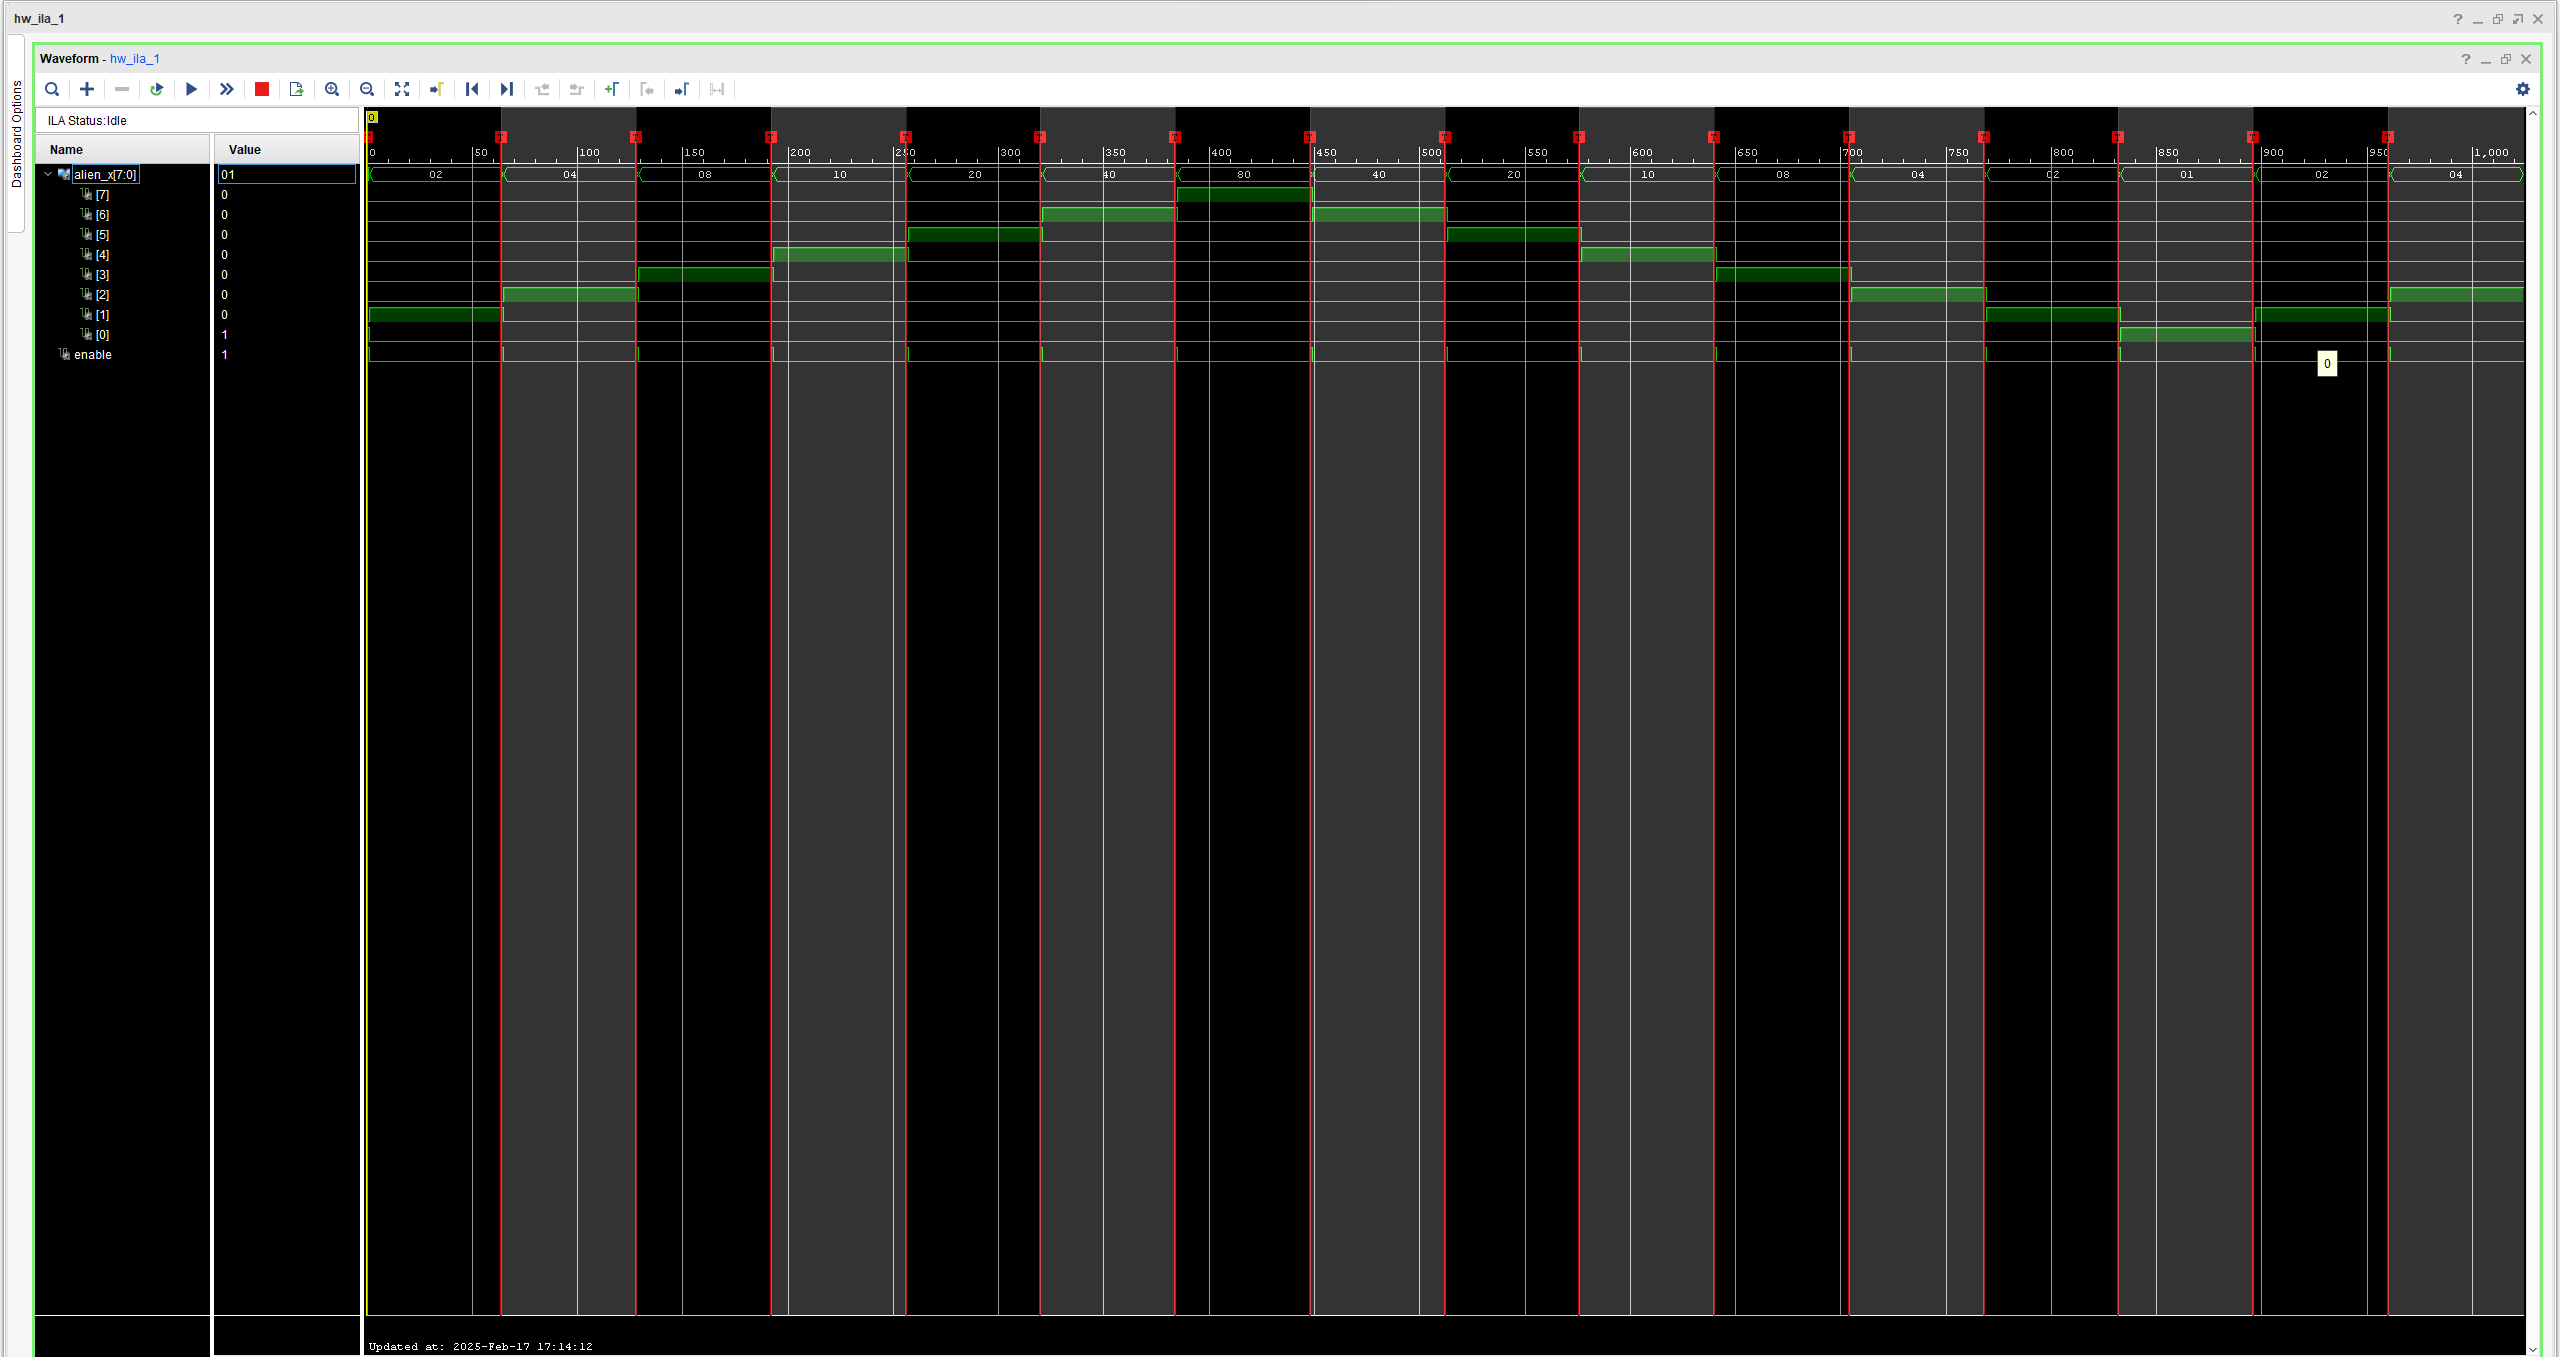 hw_ila_1
Dashboard Options
Waveform - hw_ila_1
ILA Status:Idle
0
T T T T T T T T T T T T T T T T
Name Value
0 50 100 150 200 250 300 350 400 450 500 550 600 650 700 750 800 850 900 950 1,000
alien_x[7:0] 01 02 04 08 10 20 40 80 40 20 10 08 04 02 01 02 04
[7] 0
[6] 0
[5] 0
[4] 0
[3] 0
[2] 0
[1] 0
[0] 1
enable 1
0
Updated at: 2025-Feb-17 17:14:12